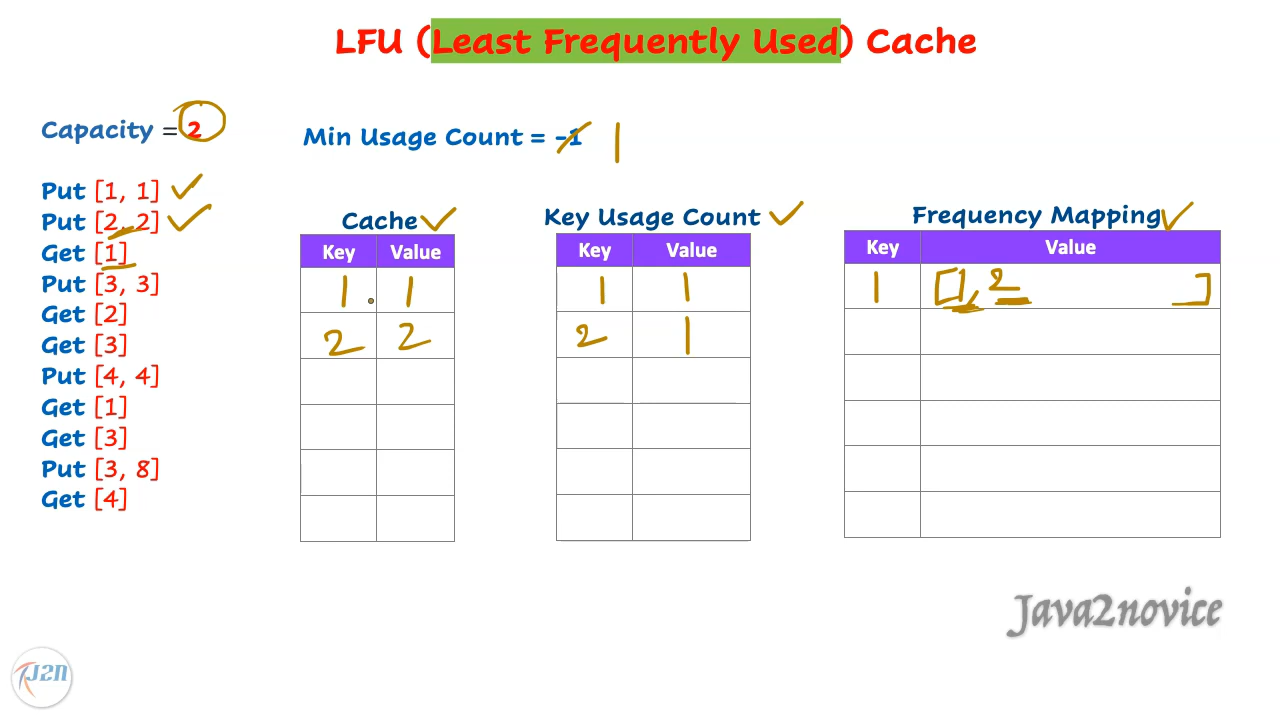 LFU (Least Frequently Used) Cache
Capacity = 2
Min Usage Count = -1 1
Put [1, 1]
Put [2, 2]
Get [1]
Put [3, 3]
Get [2]
Get [3]
Put [4, 4]
Get [1]
Get [3]
Put [3, 8]
Get [4]
Cache
Key Value
1 1
2 2
Key Usage Count
Key Value
1 1
2 1
Frequency Mapping
Key Value
1 [1, 2 ]
Java2novice
J2N